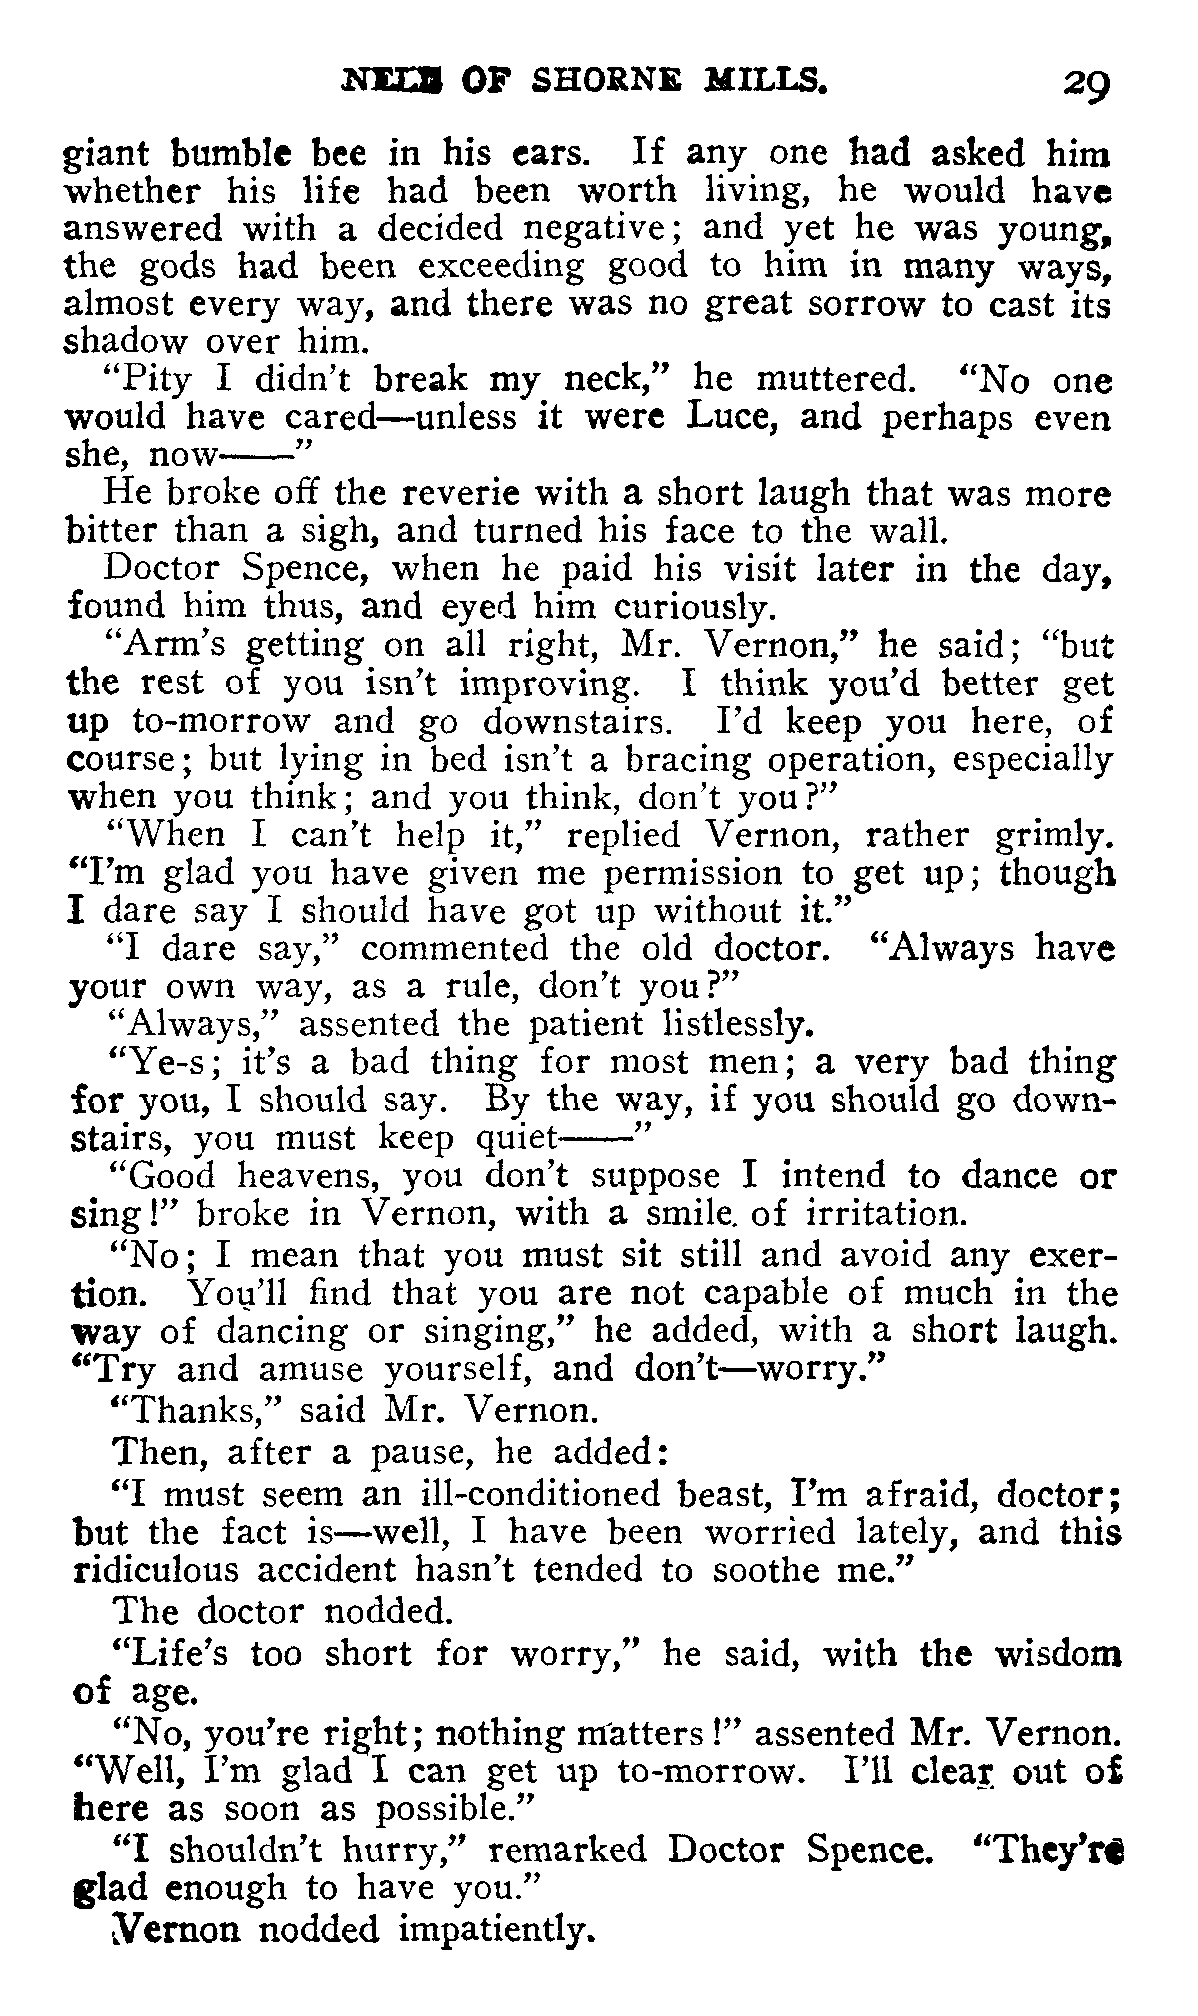 NELL OF SHORNE MILLS. 29
giant bumble bee in his ears. If any one had asked him
whether his life had been worth living, he would have
answered with a decided negative; and yet he was young,
the gods had been exceeding good to him in many ways,
almost every way, and there was no great sorrow to cast its
shadow over him.
"Pity I didn't break my neck," he muttered. "No one
would have cared—unless it were Luce, and perhaps even
she, now——"
He broke off the reverie with a short laugh that was more
bitter than a sigh, and turned his face to the wall.
Doctor Spence, when he paid his visit later in the day,
found him thus, and eyed him curiously.
"Arm's getting on all right, Mr. Vernon," he said; "but
the rest of you isn't improving. I think you'd better get
up to-morrow and go downstairs. I'd keep you here, of
course; but lying in bed isn't a bracing operation, especially
when you think; and you think, don't you?"
"When I can't help it," replied Vernon, rather grimly.
"I'm glad you have given me permission to get up; though
I dare say I should have got up without it."
"I dare say," commented the old doctor. "Always have
your own way, as a rule, don't you?"
"Always," assented the patient listlessly.
"Ye-s; it's a bad thing for most men; a very bad thing
for you, I should say. By the way, if you should go down-
stairs, you must keep quiet——"
"Good heavens, you don't suppose I intend to dance or
sing!" broke in Vernon, with a smile. of irritation.
"No; I mean that you must sit still and avoid any exer-
tion. You'll find that you are not capable of much in the
way of dancing or singing," he added, with a short laugh.
"Try and amuse yourself, and don't—worry."
"Thanks," said Mr. Vernon.
Then, after a pause, he added:
"I must seem an ill-conditioned beast, I'm afraid, doctor;
but the fact is—well, I have been worried lately, and this
ridiculous accident hasn't tended to soothe me."
The doctor nodded.
"Life's too short for worry," he said, with the wisdom
of age.
"No, you're right; nothing matters!" assented Mr. Vernon.
"Well, I'm glad I can get up to-morrow. I'll clear out of
here as soon as possible."
"I shouldn't hurry," remarked Doctor Spence. "They're
glad enough to have you."
Vernon nodded impatiently.